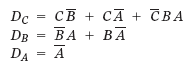 D_C = C B̅ + C A̅ + C̅ B A
D_B = B̅ A + B A̅
D_A = A̅